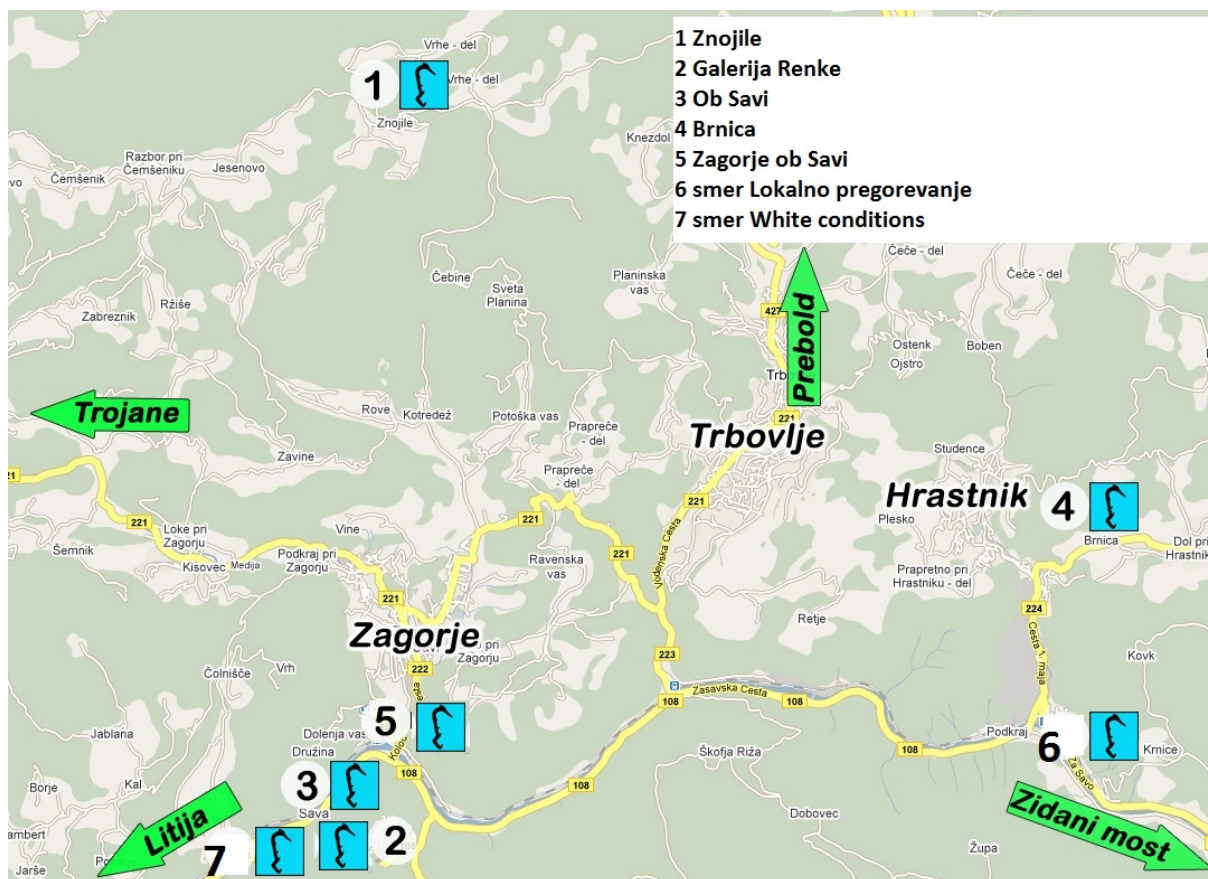 1 Znojile
2 Galerija Renke
3 Ob Savi
4 Brnica
5 Zagorje ob Savi
6 smer Lokalno pregorevanje
7 smer White conditions
Vrhe - del
1
Vrhe - del
Znojile
Knezdol
Razbor pri
Čemšeniku
Čemšenik
Jesenovo
Čeče - del
Čeče - del
Planinska
vas
Čebine
Sveta
Planina
Ržiše
Zabreznik
427
Prebold
Ostenk
Ojstro
Boben
Trojane
Rove
Kotredež
Potoška vas
Prapreče
- del
221
Trbovlje
Zavine
Prapreče
- del
Studence
Hrastnik
4
221
221
221
Plesko
Brnica
Dol pri
Hrastnik
Šemnik
Loke pri
Zagorju
Vine
Kisovec
Medija
Podkraj pri
Zagorju
Ravenska
vas
221
Vodenska Cesta
Prapretno pri
Hrastniku - del
221
Retje
224
Cesta 1. maja
Zagorje
Zagorju
222
223
Čolnišče
Vrh
Kovk
108
Zasavska Cesta
108
5
Jablana
Dolenja vas
Družina
Škofja Riža
108
Podkraj
6
Krnice
Borje
Kal
3
108
108
Sava
Za Savo
Litija
Dobovec
Zidani most
7
2
Jarše
Župa